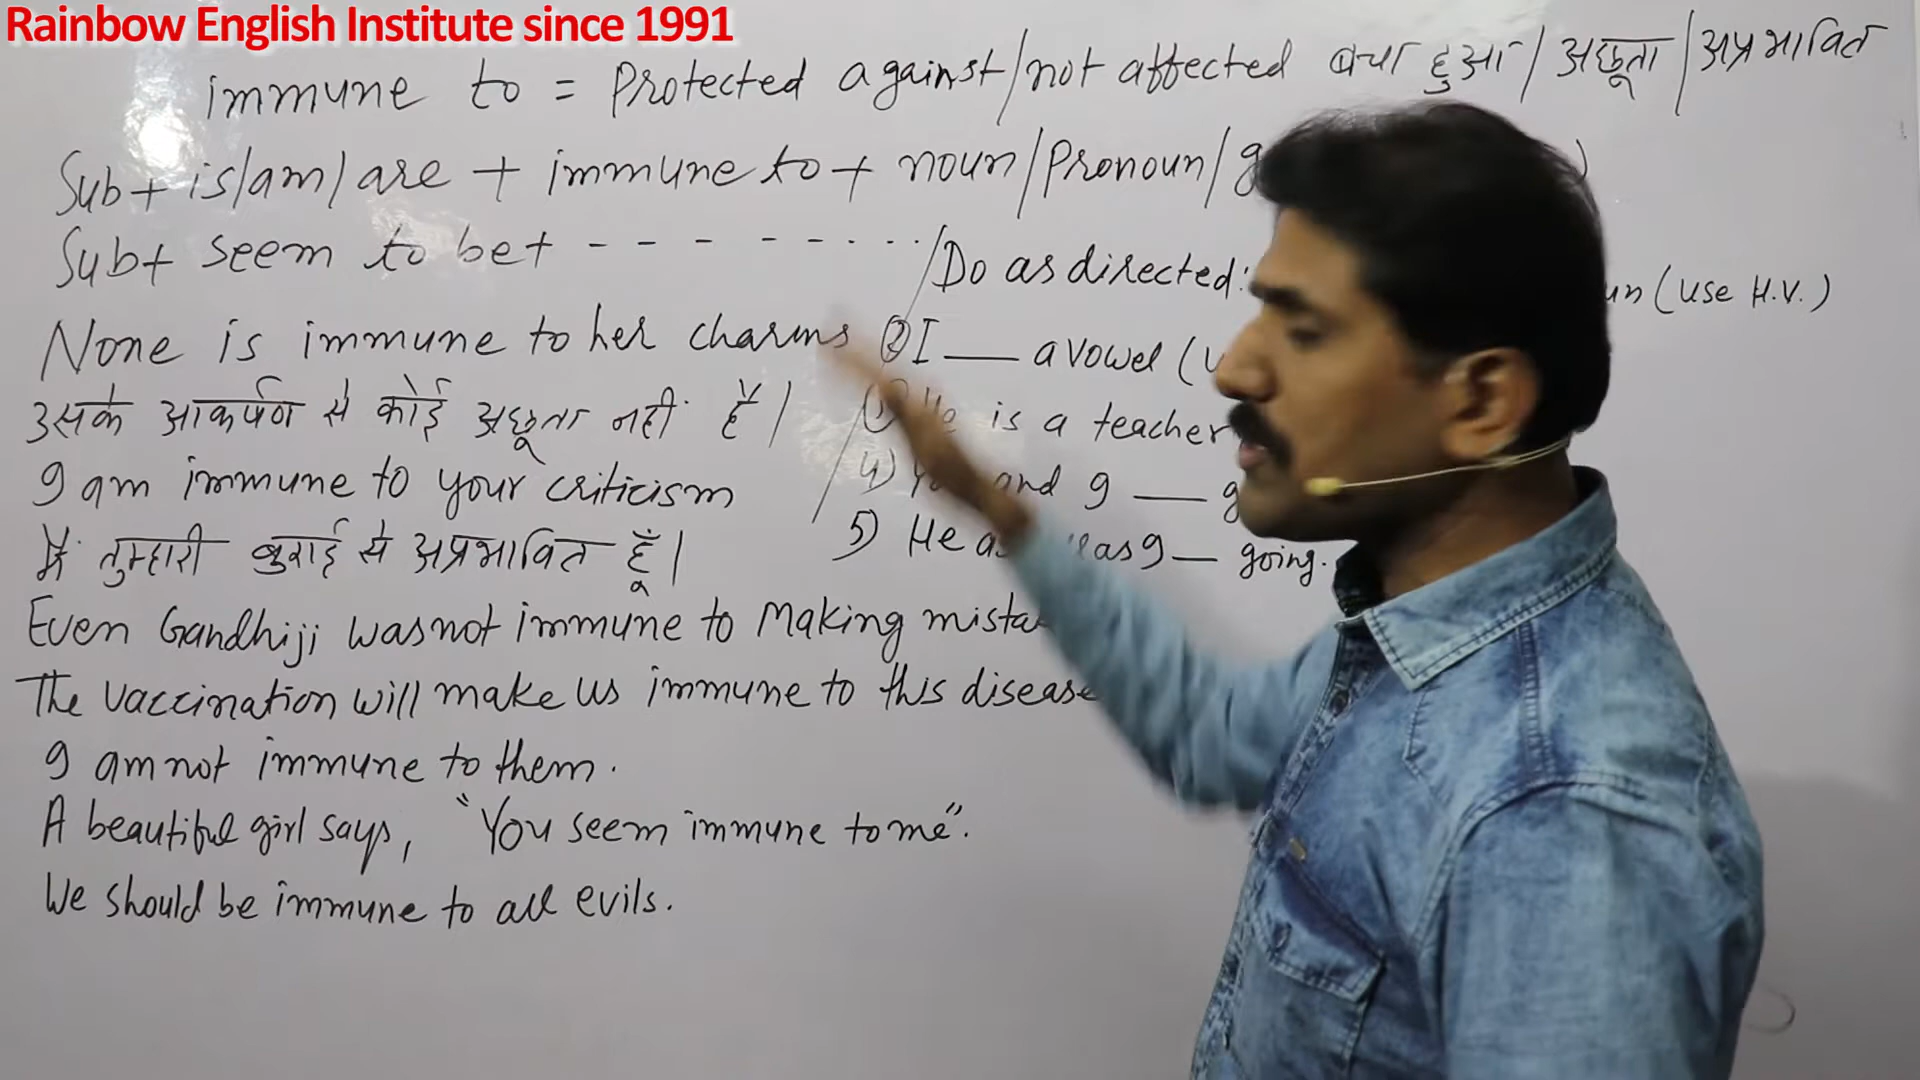 Rainbow English Institute since 1991
immune to = Protected against/not affected बचा हुआ/अछूता/अप्रभावित
Sub + is/am/are + immune to + noun/Pronoun/g
Sub + seem to be + - - - - - - - -
None is immune to her charms
उसके आकर्षण से कोई अछूता नहीं है।
I am immune to your criticism
मैं तुम्हारी बुराई से अप्रभावित हूँ।
Even Gandhiji was not immune to making
The vaccination will make us immune to this disease
I am not immune to them.
A beautiful girl says, "You seem immune to me".
We should be immune to all evils.
Do as directed:
(use H.V.)
2) I ___ a vowel (
is a teacher
4) and I ___ g
5) He as I ___ going.